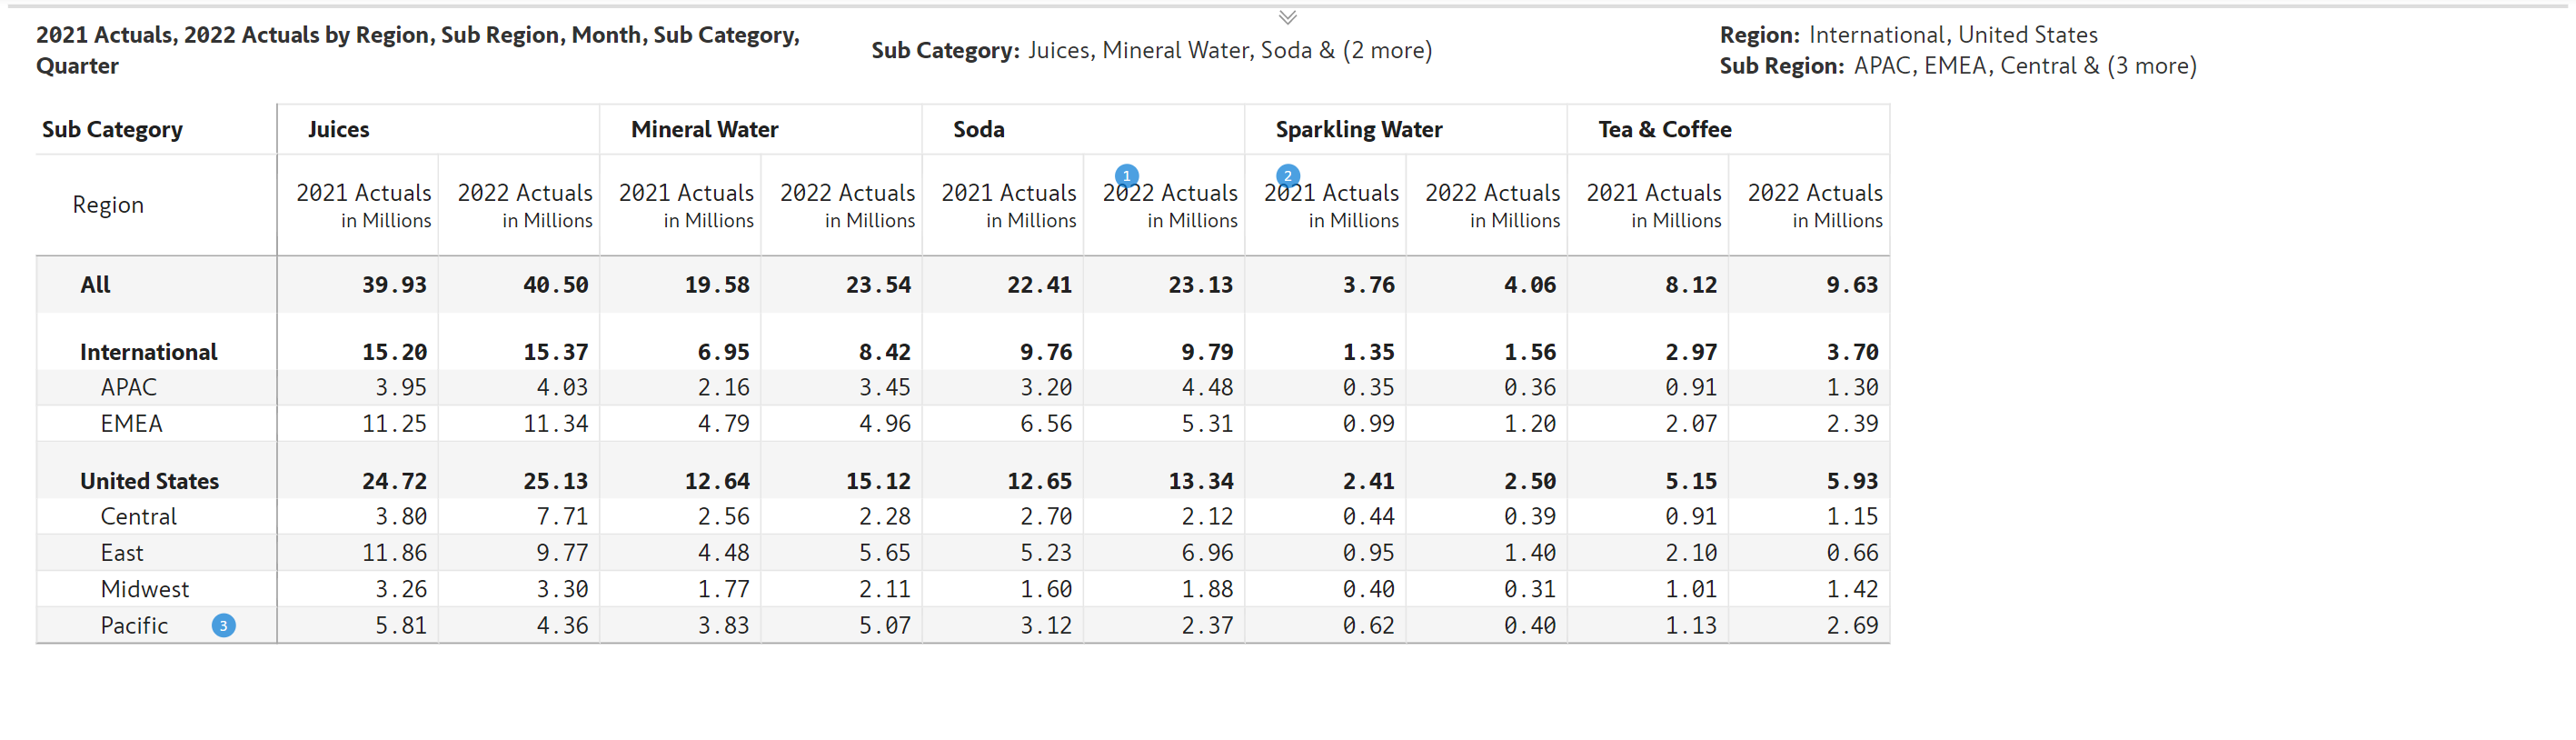 2021 Actuals, 2022 Actuals by Region, Sub Region, Month, Sub Category,
Quarter
Sub Category: Juices, Mineral Water, Soda & (2 more)
Region: International, United States
Sub Region: APAC, EMEA, Central & (3 more)
Sub Category Juices Mineral Water Soda Sparkling Water Tea & Coffee
1 2
Region 2021 Actuals 2022 Actuals 2021 Actuals 2022 Actuals 2021 Actuals 2022 Actuals 2021 Actuals 2022 Actuals 2021 Actuals 2022 Actuals
in Millions in Millions in Millions in Millions in Millions in Millions in Millions in Millions in Millions in Millions
All 39.93 40.50 19.58 23.54 22.41 23.13 3.76 4.06 8.12 9.63
International 15.20 15.37 6.95 8.42 9.76 9.79 1.35 1.56 2.97 3.70
APAC 3.95 4.03 2.16 3.45 3.20 4.48 0.35 0.36 0.91 1.30
EMEA 11.25 11.34 4.79 4.96 6.56 5.31 0.99 1.20 2.07 2.39
United States 24.72 25.13 12.64 15.12 12.65 13.34 2.41 2.50 5.15 5.93
Central 3.80 7.71 2.56 2.28 2.70 2.12 0.44 0.39 0.91 1.15
East 11.86 9.77 4.48 5.65 5.23 6.96 0.95 1.40 2.10 0.66
Midwest 3.26 3.30 1.77 2.11 1.60 1.88 0.40 0.31 1.01 1.42
Pacific 3 5.81 4.36 3.83 5.07 3.12 2.37 0.62 0.40 1.13 2.69